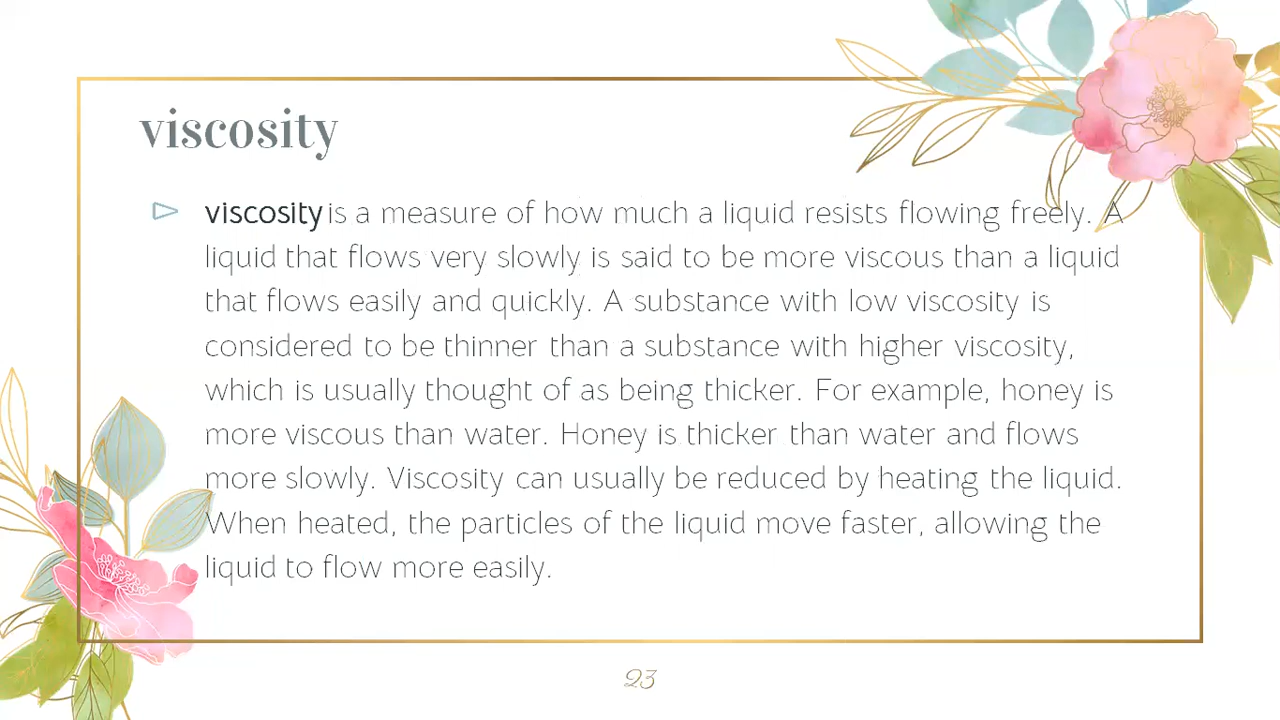 viscosity
viscosity is a measure of how much a liquid resists flowing freely. A
liquid that flows very slowly is said to be more viscous than a liquid
that flows easily and quickly. A substance with low viscosity is
considered to be thinner than a substance with higher viscosity,
which is usually thought of as being thicker. For example, honey is
more viscous than water. Honey is thicker than water and flows
more slowly. Viscosity can usually be reduced by heating the liquid.
When heated, the particles of the liquid move faster, allowing the
liquid to flow more easily.
23